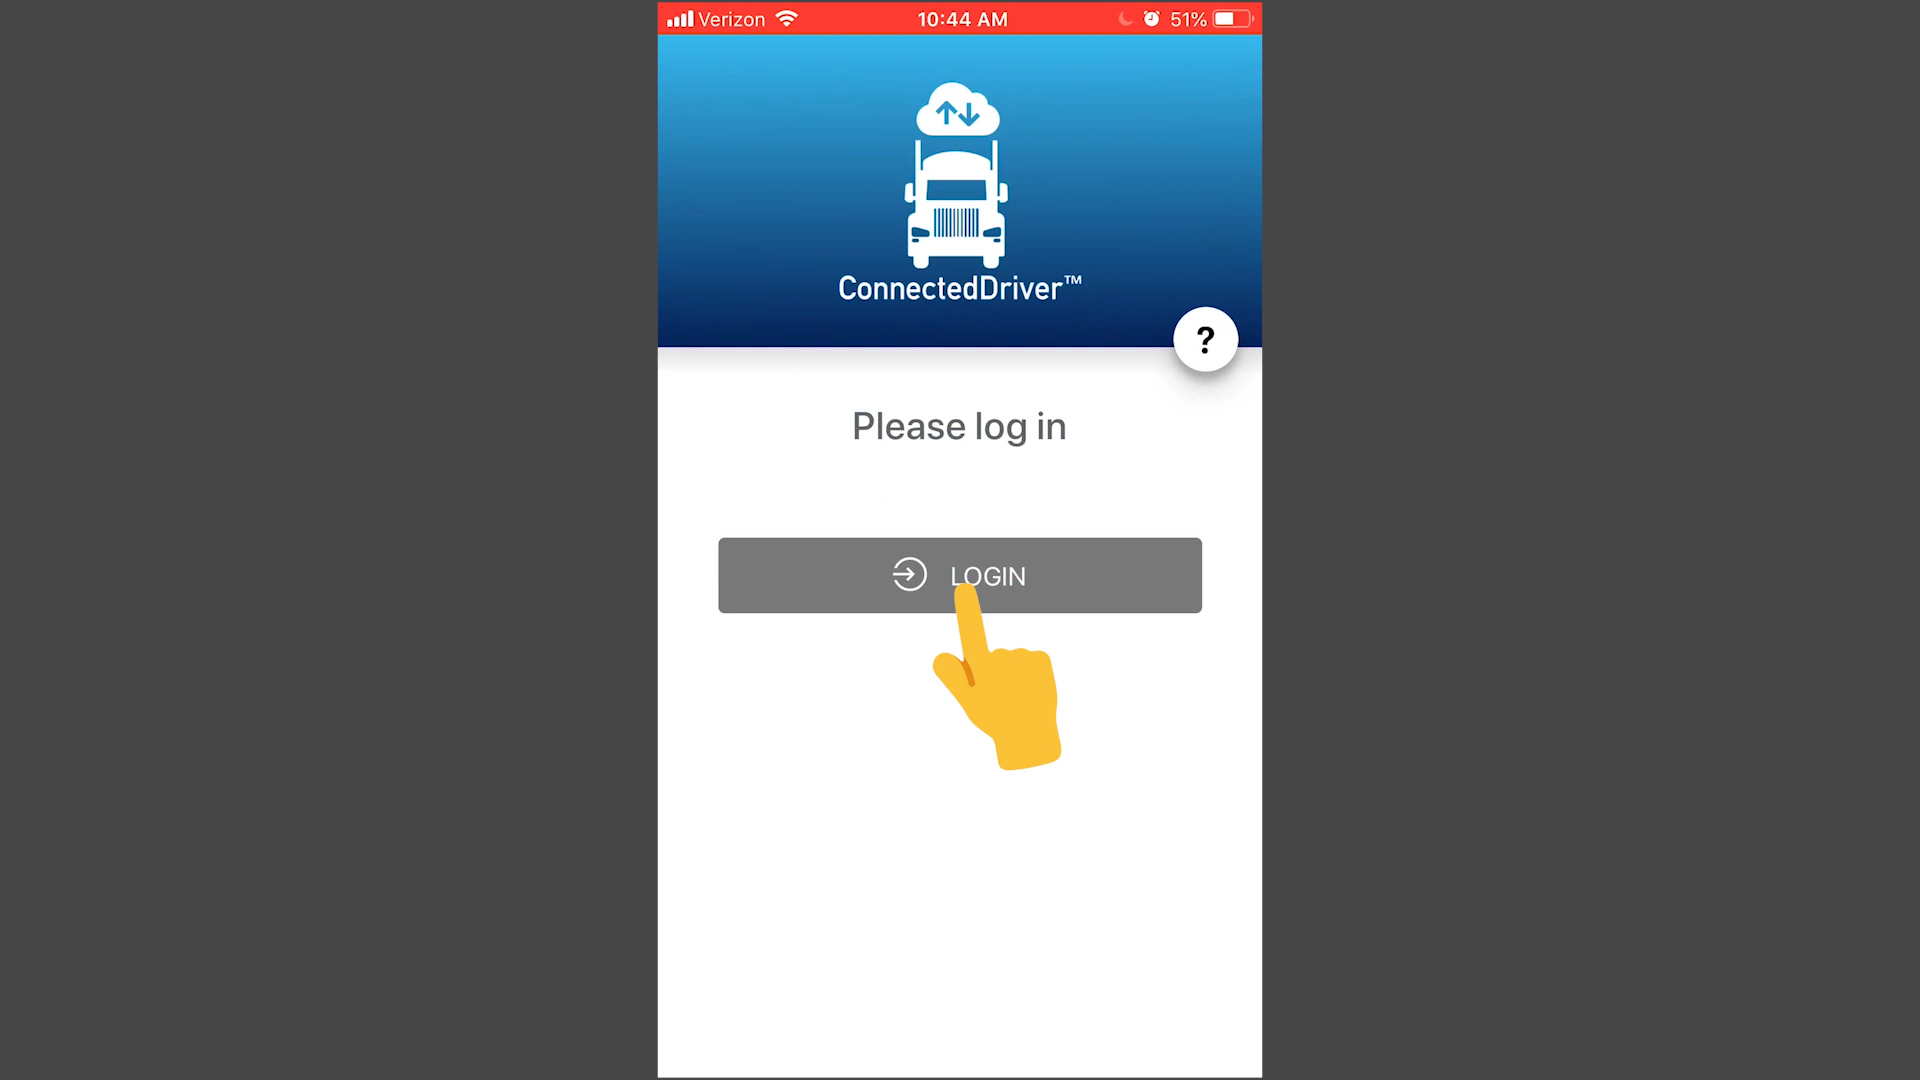 Verizon 10:44 AM 51%
ConnectedDriver™
?
Please log in
LOGIN